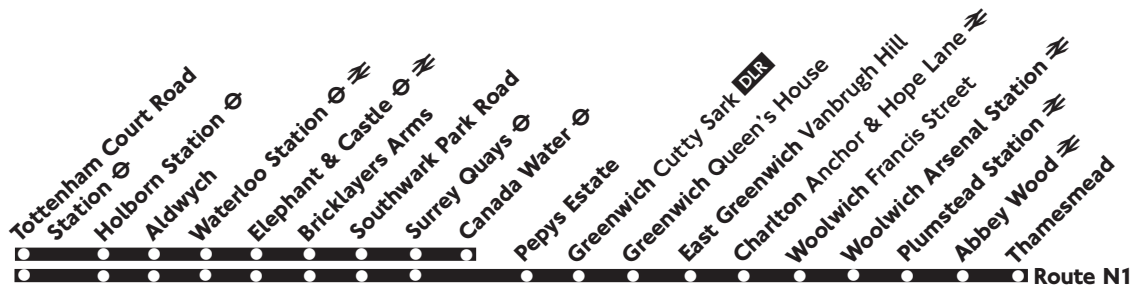 Tottenham Court Road
Station
Holborn Station
Aldwych
Waterloo Station
Elephant & Castle
Bricklayers Arms
Southwark Park Road
Surrey Quays
Canada Water
Pepys Estate
Greenwich Cutty Sark DLR
Greenwich Queen's House
East Greenwich Vanbrugh Hill
Charlton Anchor & Hope Lane
Woolwich Francis Street
Woolwich Arsenal Station
Plumstead Station
Abbey Wood
Thamesmead
Route N1